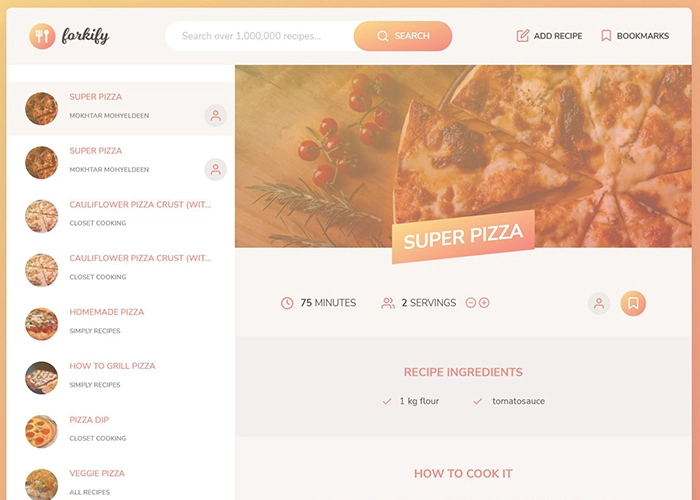 forkify
Search over 1,000,000 recipes...
SEARCH
ADD RECIPE
BOOKMARKS
SUPER PIZZA
MOKHTAR MOHYELDEEN
SUPER PIZZA
MOKHTAR MOHYELDEEN
CAULIFLOWER PIZZA CRUST (WIT...
CLOSET COOKING
CAULIFLOWER PIZZA CRUST (WIT...
CLOSET COOKING
HOMEMADE PIZZA
SIMPLY RECIPES
HOW TO GRILL PIZZA
SIMPLY RECIPES
PIZZA DIP
CLOSET COOKING
VEGGIE PIZZA
ALL RECIPES
SUPER PIZZA
75 MINUTES
2 SERVINGS
RECIPE INGREDIENTS
1 kg flour
tomatosauce
HOW TO COOK IT